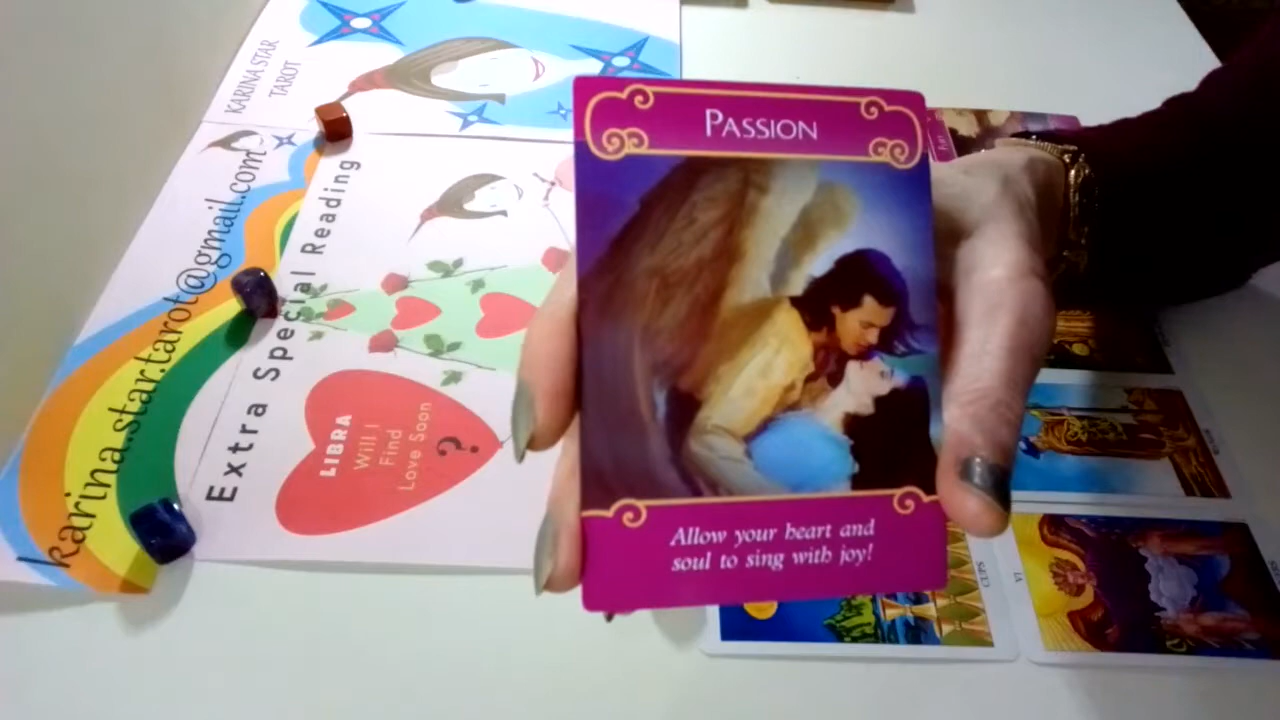 KARINA STAR
TAROT
karina.star.tarot@gmail.com
Extra Special Reading
LIBRA
Will I
Find
Love Soon
?
PASSION
Allow your heart and
soul to sing with joy!
CUPS
VI